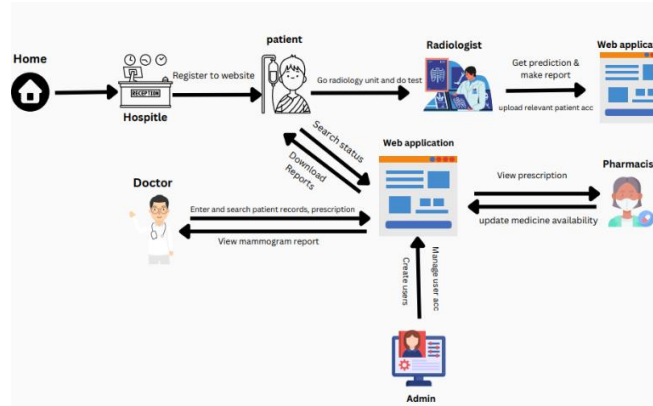 Home
RECEPTION
Hospitle
Register to website
patient
Go radiology unit and do test
Radiologist
Get prediction &
make report
upload relevant patient acc
Web applica
Search status
Download
Reports
Web application
Doctor
Enter and search patient records, prescription
View mammogram report
View prescription
update medicine availability
Pharmacis
Create users
Manage user acc
Admin